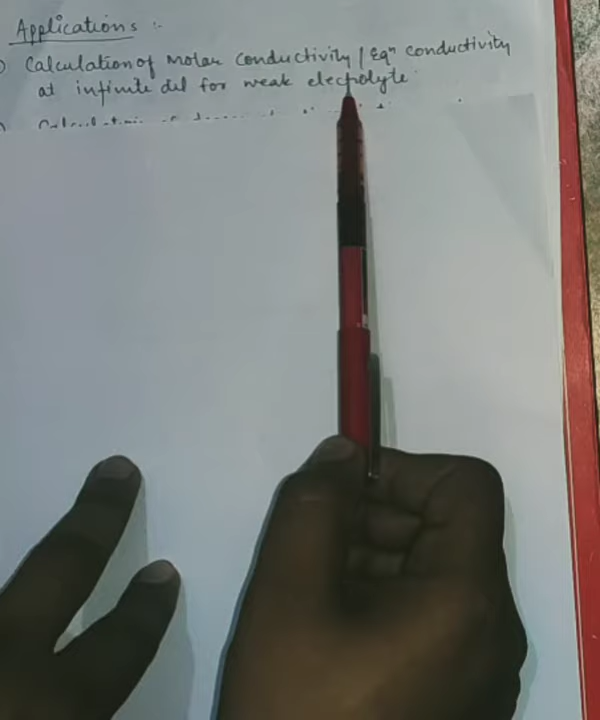 Applications :-
Calculation of Molar Conductivity / Eqⁿ conductivity
at infinite dil for weak electrolyte